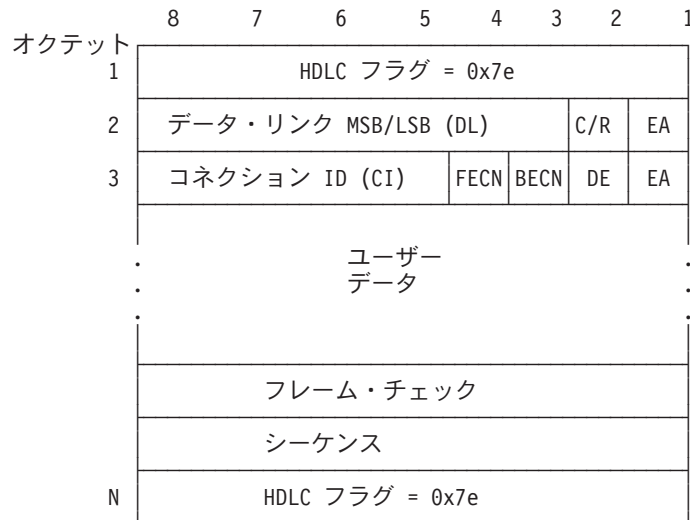 8 7 6 5 4 3 2 1
オクテット
1 HDLC フラグ = 0x7e
2 データ・リンク MSB/LSB (DL) C/R EA
3 コネクション ID (CI) FECN BECN DE EA
ユーザー
データ
フレーム・チェック
シーケンス
N HDLC フラグ = 0x7e